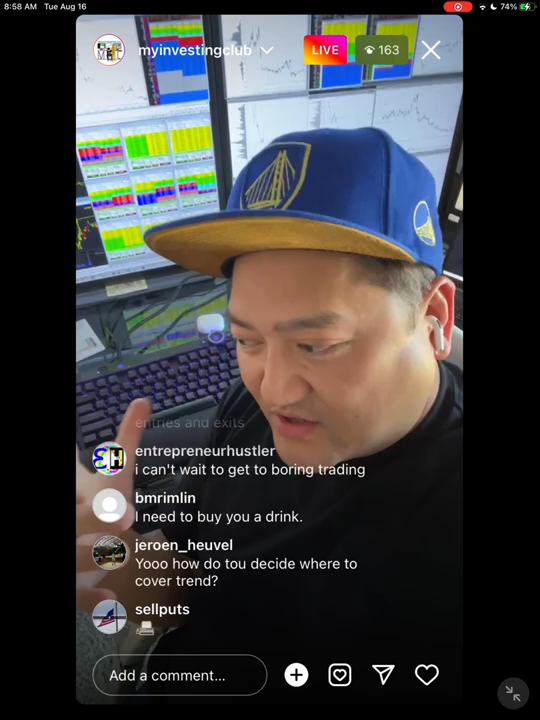 8:58 AM Tue Aug 16
74%
myinvestingclub
LIVE
163
entries and exits
entrepreneurhustler
i can't wait to get to boring trading
bmrimlin
I need to buy you a drink.
jeroen_heuvel
Yooo how do tou decide where to
cover trend?
sellputs
Add a comment...